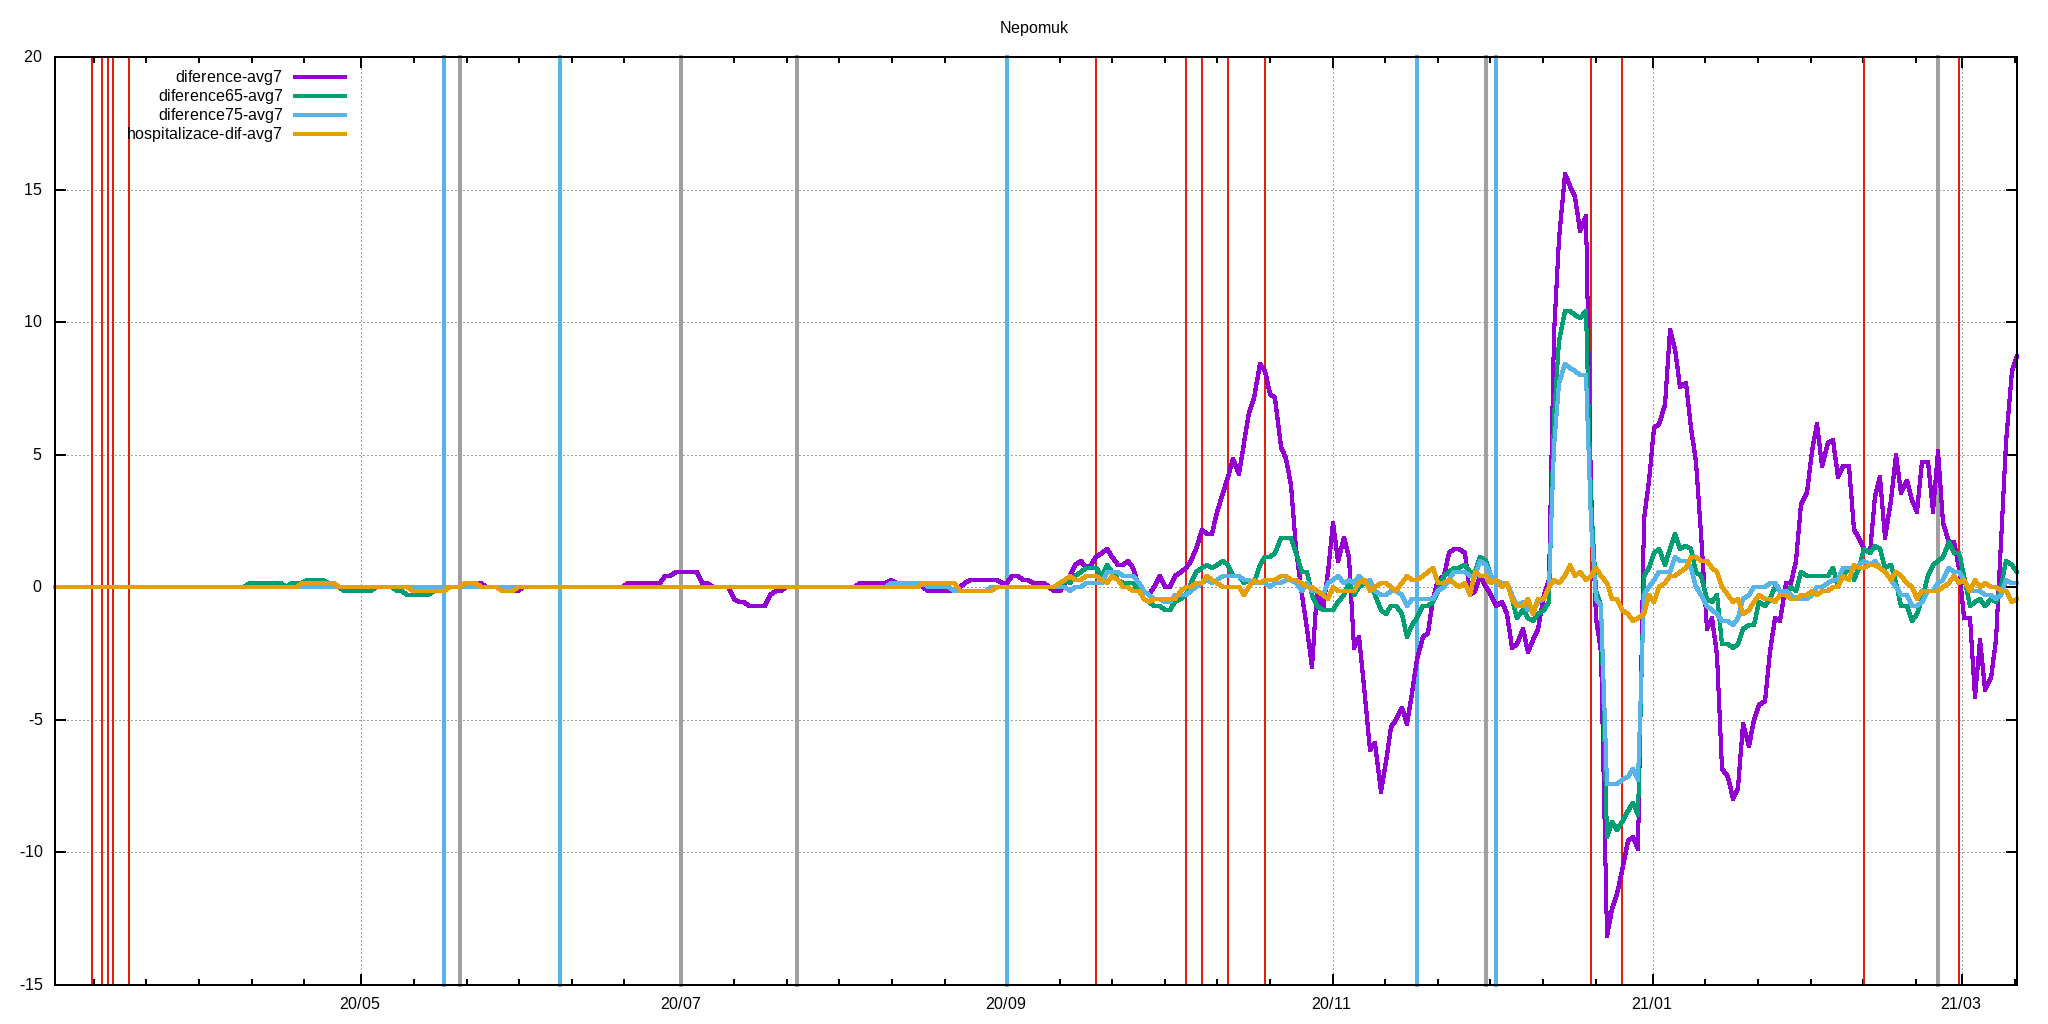 Nepomuk
20
15
10
5
0
-5
-10
-15
diference-avg7
diference65-avg7
diference75-avg7
hospitalizace-dif-avg7
20/05 20/07 20/09 20/11 21/01 21/03